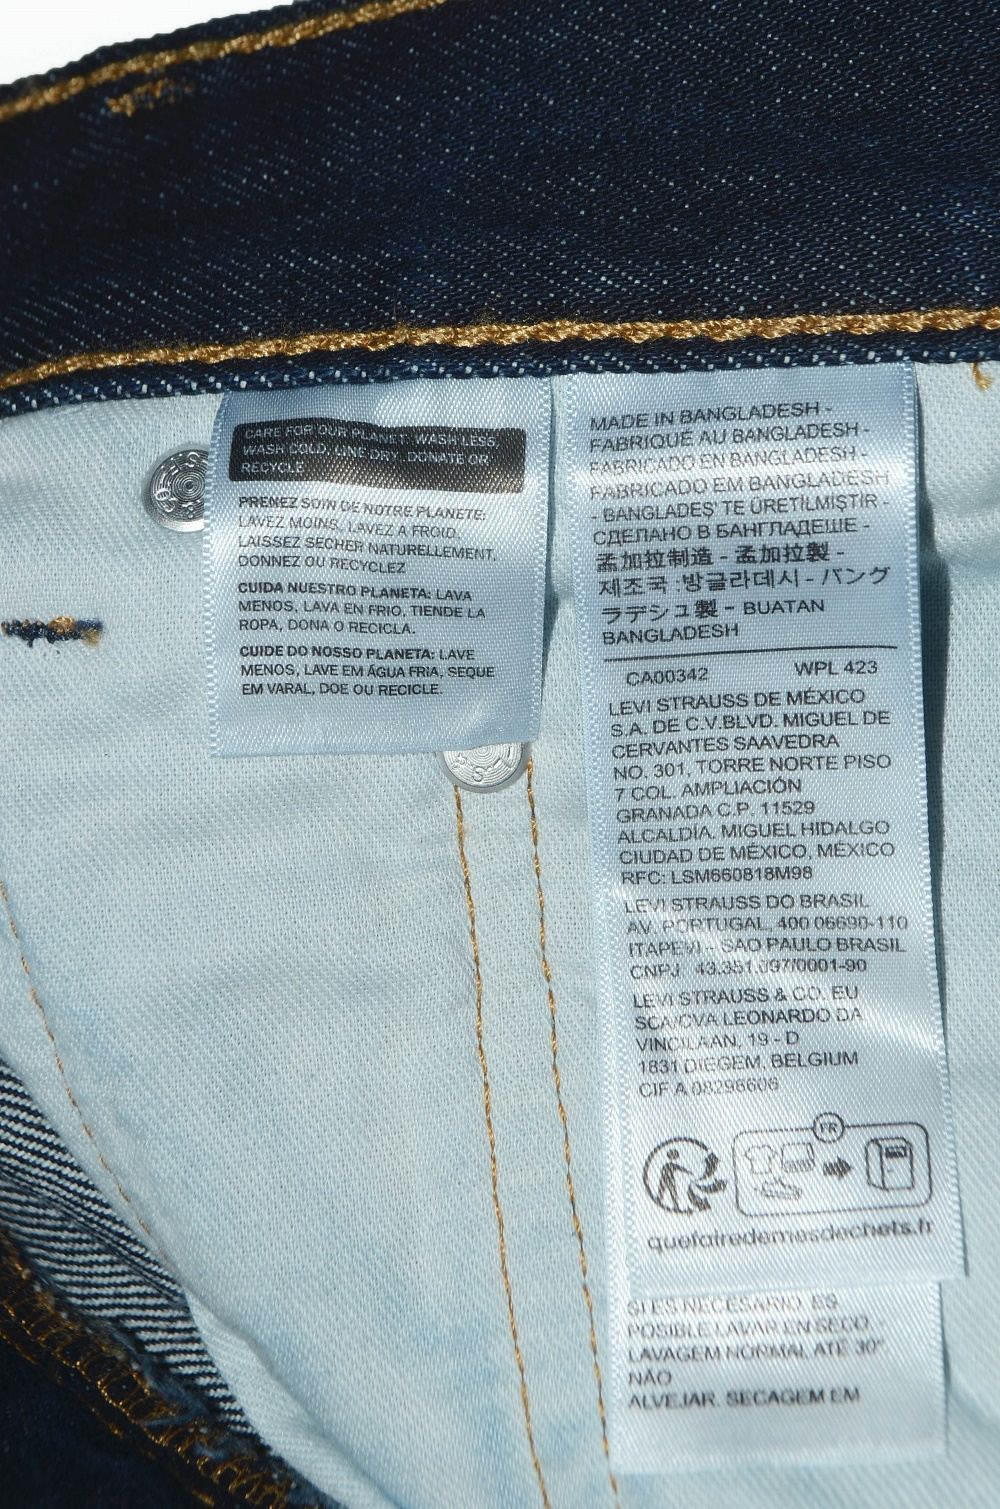 CARE FOR OUR PLANET: WASH LESS,
WASH COLD, LINE DRY, DONATE OR
RECYCLE
PRENEZ SOIN DE NOTRE PLANETE:
LAVEZ MOINS, LAVEZ A FROID,
LAISSEZ SECHER NATURELLEMENT,
DONNEZ OU RECYCLEZ
CUIDA NUESTRO PLANETA: LAVA
MENOS, LAVA EN FRIO, TIENDE LA
ROPA, DONA O RECICLA.
CUIDE DO NOSSO PLANETA: LAVE
MENOS, LAVE EM ÁGUA FRIA, SEQUE
EM VARAL, DOE OU RECICLE.
MADE IN BANGLADESH -
FABRIQUÉ AU BANGLADESH -
FABRICADO EN BANGLADESH -
FABRICADO EM BANGLADESH
- BANGLADEŞ' TE ÜRETİLMİŞTİR -
СДЕЛАНО В БАНГЛАДЕШЕ -
孟加拉制造 - 孟加拉製 -
제조국 :방글라데시 - バング
ラデシュ製 - BUATAN
BANGLADESH
CA00342 WPL 423
LEVI STRAUSS DE MÉXICO
S.A. DE C.V.BLVD. MIGUEL DE
CERVANTES SAAVEDRA
NO. 301, TORRE NORTE PISO
7 COL. AMPLIACIÓN
GRANADA C.P. 11529
ALCALDÍA. MIGUEL HIDALGO
CIUDAD DE MÉXICO, MÉXICO
RFC: LSM660818M98
LEVI STRAUSS DO BRASIL
AV. PORTUGAL, 400 06690-110
ITAPEVI - SAO PAULO BRASIL
CNPJ 43.351.097/0001-90
LEVI STRAUSS & CO. EU
SCA/CVA LEONARDO DA
VINCILAAN, 19 - D
1831 DIEGEM, BELGIUM
CIF A 08296606
FR
quefairedemesdechets.fr
SI ES NECESARIO, ES
POSIBLE LAVAR EN SECO
LAVAGEM NORMAL ATÉ 30°.
NÃO
ALVEJAR. SECAGEM EM